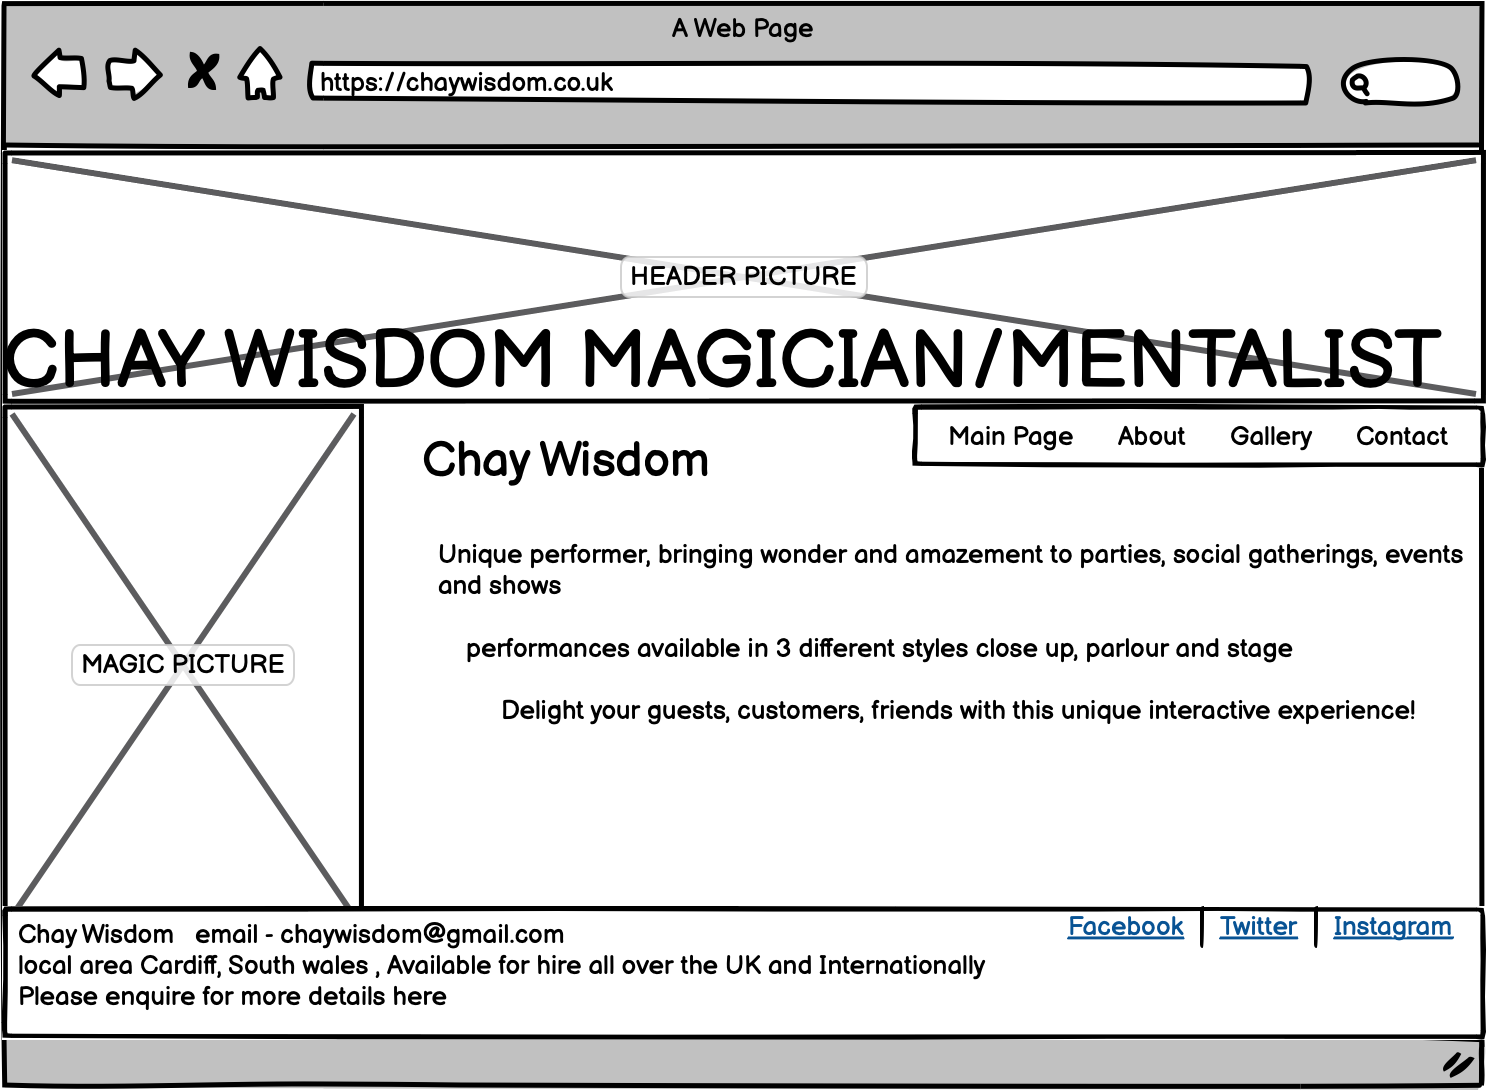 A Web Page
https://chaywisdom.co.uk
HEADER PICTURE
CHAY WISDOM MAGICIAN/MENTALIST
Main Page About Gallery Contact
Chay Wisdom
Unique performer, bringing wonder and amazement to parties, social gatherings, events
and shows
performances available in 3 different styles close up, parlour and stage
MAGIC PICTURE
Delight your guests, customers, friends with this unique interactive experience!
Chay Wisdom email - chaywisdom@gmail.com
Facebook Twitter Instagram
local area Cardiff, South wales , Available for hire all over the UK and Internationally
Please enquire for more details here